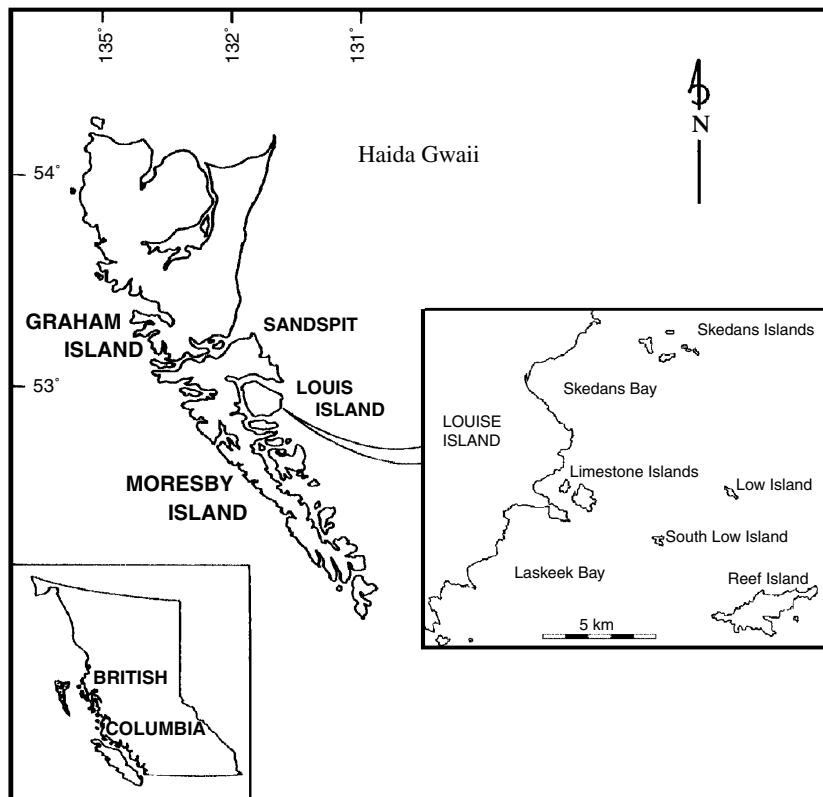 135°
132°
131°
54°
53°
Haida Gwaii
N
GRAHAM
ISLAND
SANDSPIT
LOUIS
ISLAND
MORESBY
ISLAND
BRITISH
COLUMBIA
Skedans Islands
Skedans Bay
LOUISE
ISLAND
Limestone Islands
Low Island
South Low Island
Laskeek Bay
Reef Island
5 km